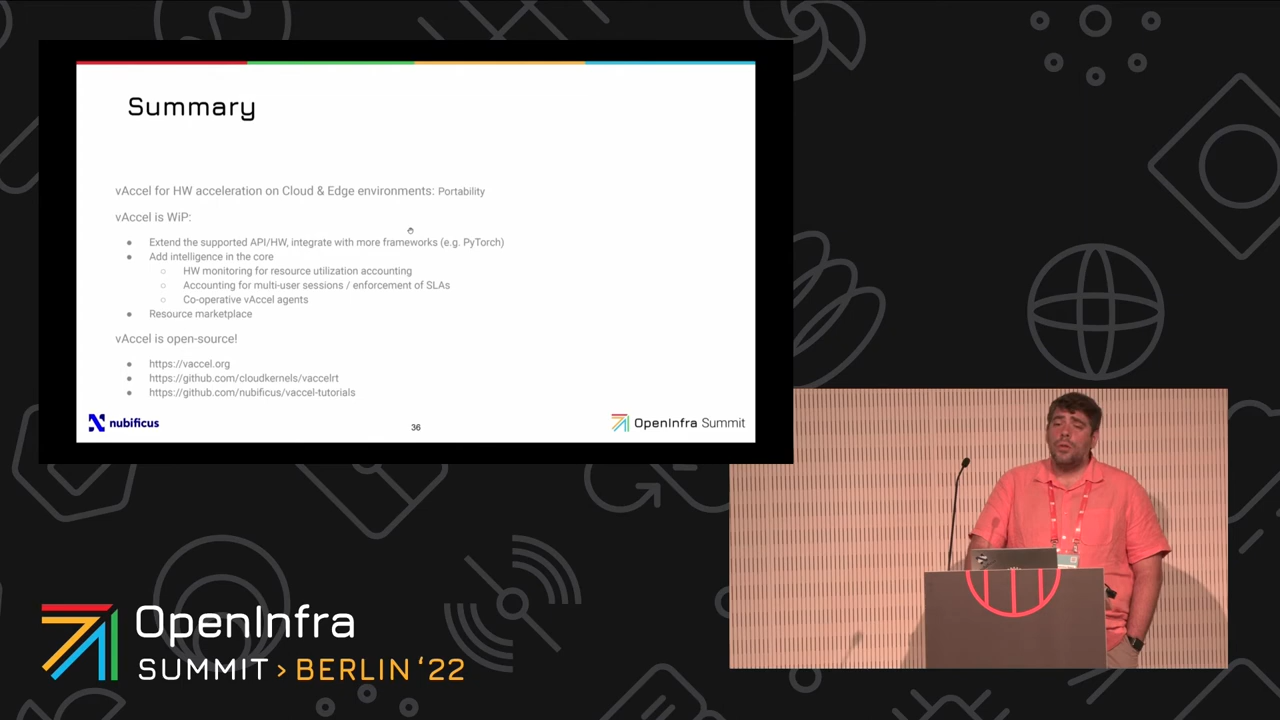 Summary
vAccel for HW acceleration on Cloud & Edge environments: Portability
vAccel is WiP:
● Extend the supported API/HW, integrate with more frameworks (e.g. PyTorch)
● Add intelligence in the core
○ HW monitoring for resource utilization accounting
○ Accounting for multi-user sessions / enforcement of SLAs
○ Co-operative vAccel agents
● Resource marketplace
vAccel is open-source!
● https://vaccel.org
● https://github.com/cloudkernels/vaccelrt
● https://github.com/nubificus/vaccel-tutorials
nubificus
36
OpenInfra Summit
OpenInfra
SUMMIT > BERLIN ‘22